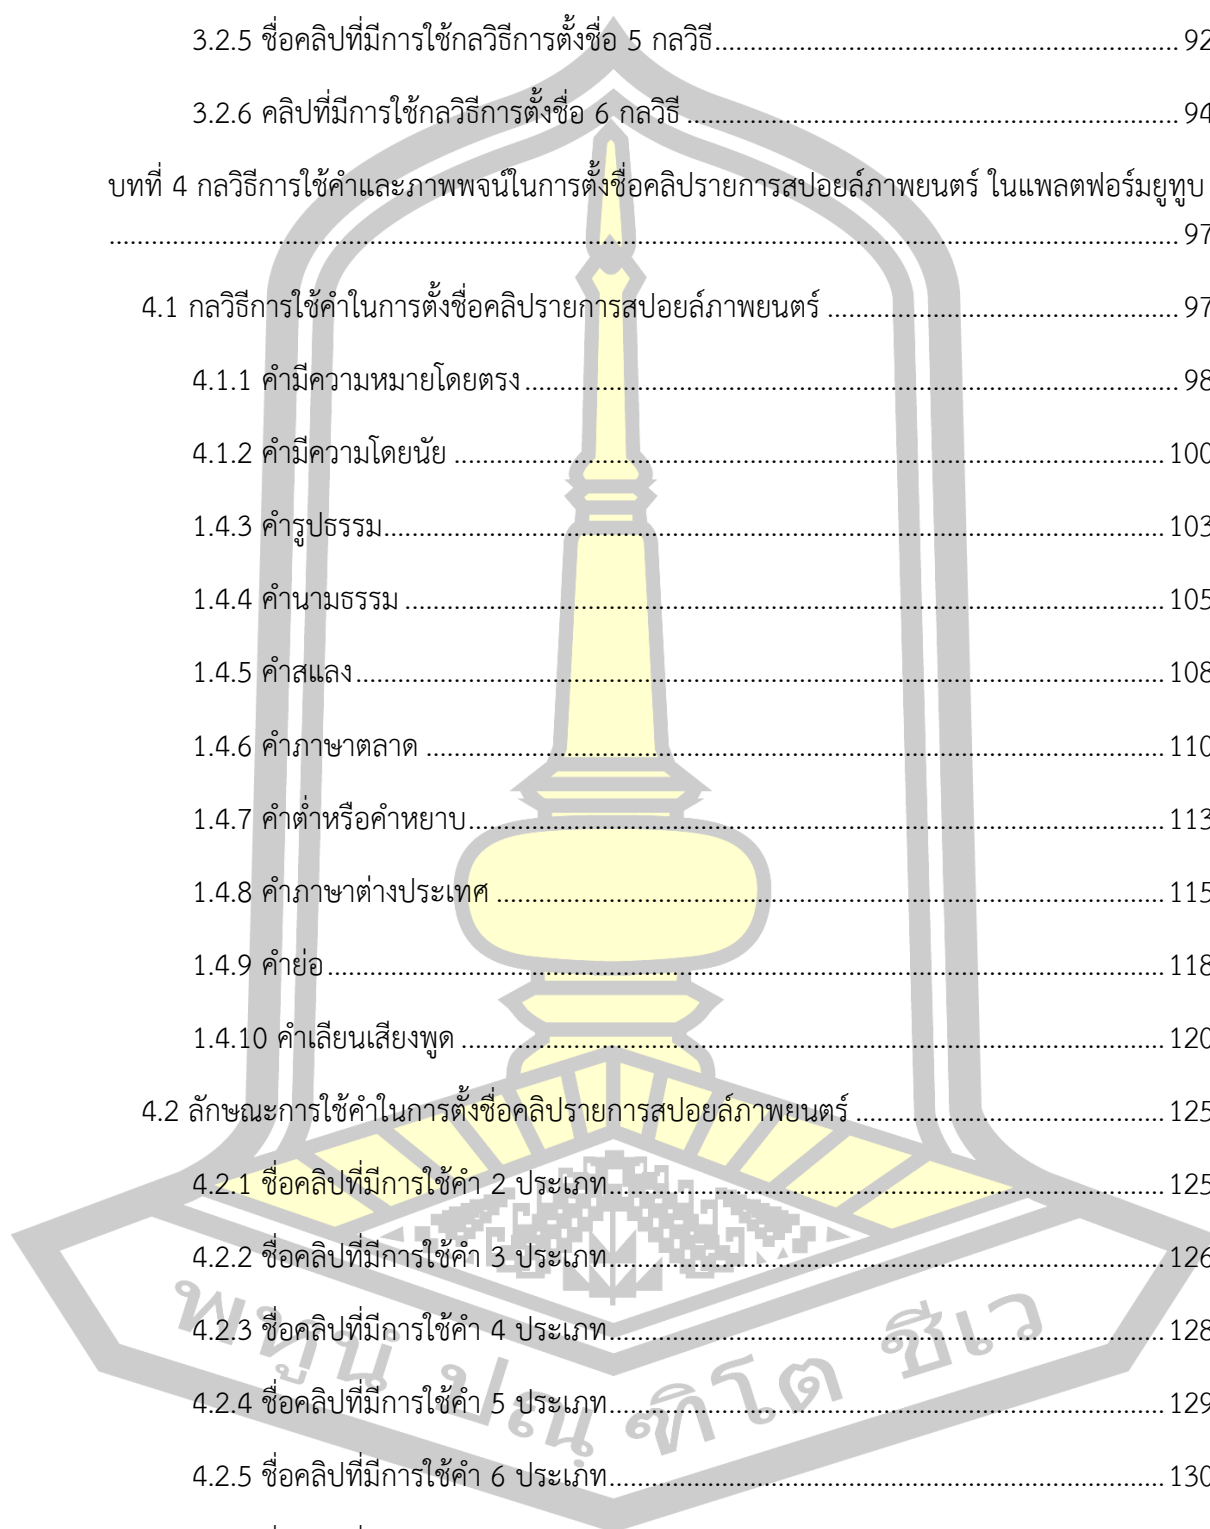 3.2.5 ชื่อคลิปที่มีการใช้กลวิธีการตั้งชื่อ 5 กลวิธี.......................................................... 92
3.2.6 คลิปที่มีการใช้กลวิธีการตั้งชื่อ 6 กลวิธี .............................................................. 94
บทที่ 4 กลวิธีการใช้คำและภาพพจน์ในการตั้งชื่อคลิปรายการสปอยล์ภาพยนตร์ ในแพลตฟอร์มยูทูบ
.......................................................................................................................................... 97
4.1 กลวิธีการใช้คำในการตั้งชื่อคลิปรายการสปอยล์ภาพยนตร์ ............................................ 97
4.1.1 คำมีความหมายโดยตรง .................................................................................. 98
4.1.2 คำมีความโดยนัย ........................................................................................... 100
1.4.3 คำรูปธรรม.................................................................................................... 103
1.4.4 คำนามธรรม ................................................................................................. 105
1.4.5 คำสแลง........................................................................................................ 108
1.4.6 คำภาษาตลาด ............................................................................................... 110
1.4.7 คำต่ำหรือคำหยาบ......................................................................................... 113
1.4.8 คำภาษาต่างประเทศ ..................................................................................... 115
1.4.9 คำย่อ ........................................................................................................... 118
1.4.10 คำเลียนเสียงพูด .......................................................................................... 120
4.2 ลักษณะการใช้คำในการตั้งชื่อคลิปรายการสปอยล์ภาพยนตร์ ....................................... 125
4.2.1 ชื่อคลิปที่มีการใช้คำ 2 ประเภท...................................................................... 125
4.2.2 ชื่อคลิปที่มีการใช้คำ 3 ประเภท...................................................................... 126
4.2.3 ชื่อคลิปที่มีการใช้คำ 4 ประเภท...................................................................... 128
4.2.4 ชื่อคลิปที่มีการใช้คำ 5 ประเภท...................................................................... 129
4.2.5 ชื่อคลิปที่มีการใช้คำ 6 ประเภท...................................................................... 130
พหูนํ ปณฺฑิโต ชีเว